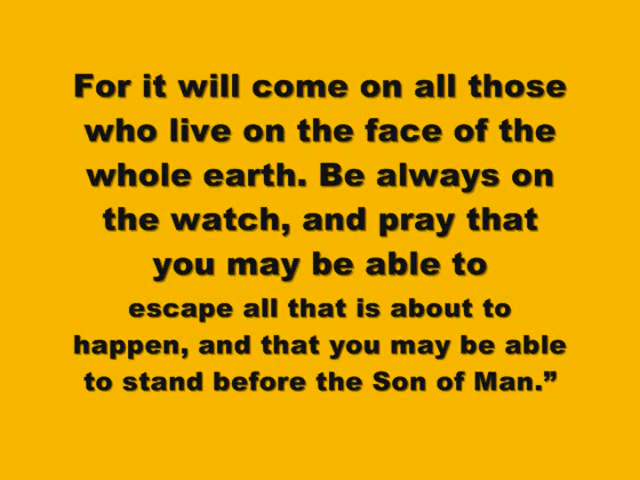 For it will come on all those
who live on the face of the
whole earth. Be always on
the watch, and pray that
you may be able to
escape all that is about to
happen, and that you may be able
to stand before the Son of Man.”